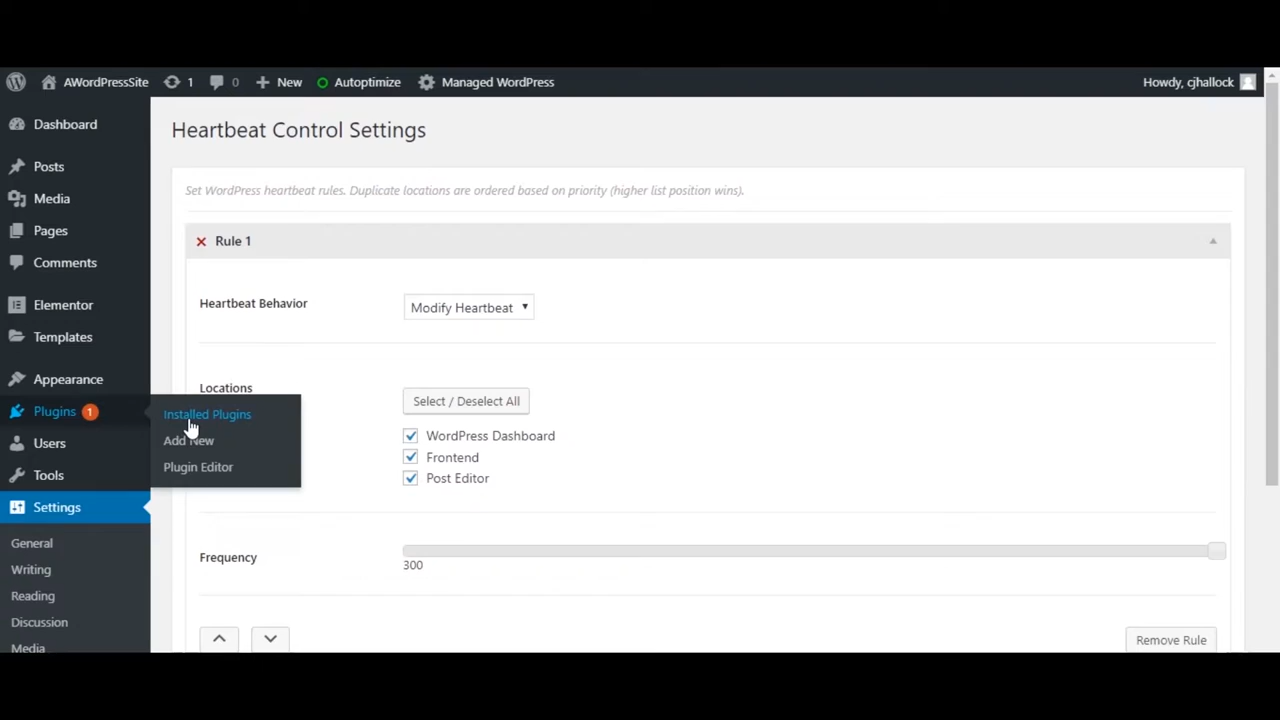 AWordPressSite 1 0 New Autoptimize Managed WordPress Howdy, cjhallock
Dashboard
Posts
Media
Pages
Comments
Elementor
Templates
Appearance
Plugins 1
Users
Tools
Settings
General
Writing
Reading
Discussion
Media
Installed Plugins
Add New
Plugin Editor
Heartbeat Control Settings
Set WordPress heartbeat rules. Duplicate locations are ordered based on priority (higher list position wins).
Rule 1
Heartbeat Behavior
Modify Heartbeat
Locations
Select / Deselect All
WordPress Dashboard
Frontend
Post Editor
Frequency
300
Remove Rule